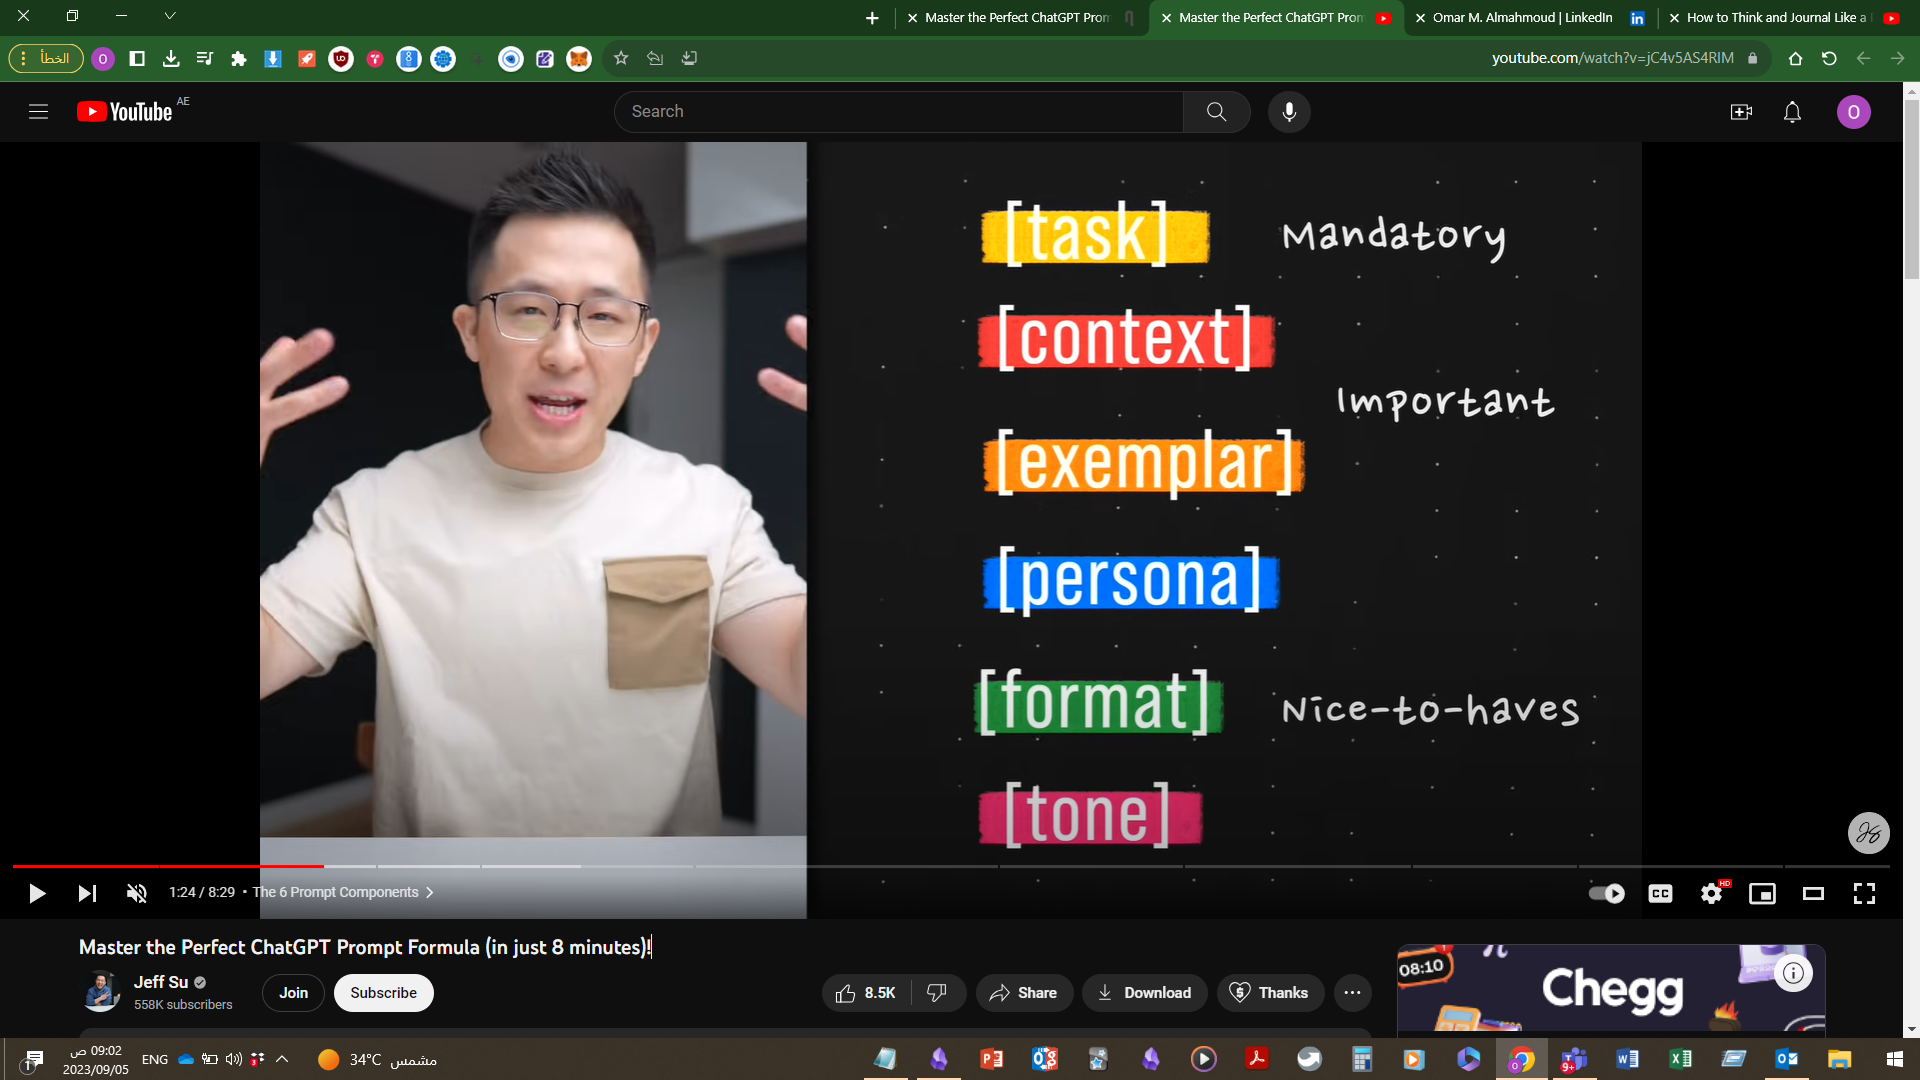 Master the Perfect ChatGPT Prom
Master the Perfect ChatGPT Prom
Omar M. Almahmoud | LinkedIn
How to Think and Journal Like a
الخطأ
youtube.com/watch?v=jC4v5AS4RIM
YouTube AE
Search
[task] Mandatory
[context]
Important
[exemplar]
[persona]
[format] Nice-to-haves
[tone]
1:24 / 8:29 • The 6 Prompt Components
CC
HD
Master the Perfect ChatGPT Prompt Formula (in just 8 minutes)!
Jeff Su
558K subscribers
Join
Subscribe
8.5K
Share
Download
Thanks
08:10
Chegg
09:02 ص
2023/09/05
ENG
34°C مشمس
9+